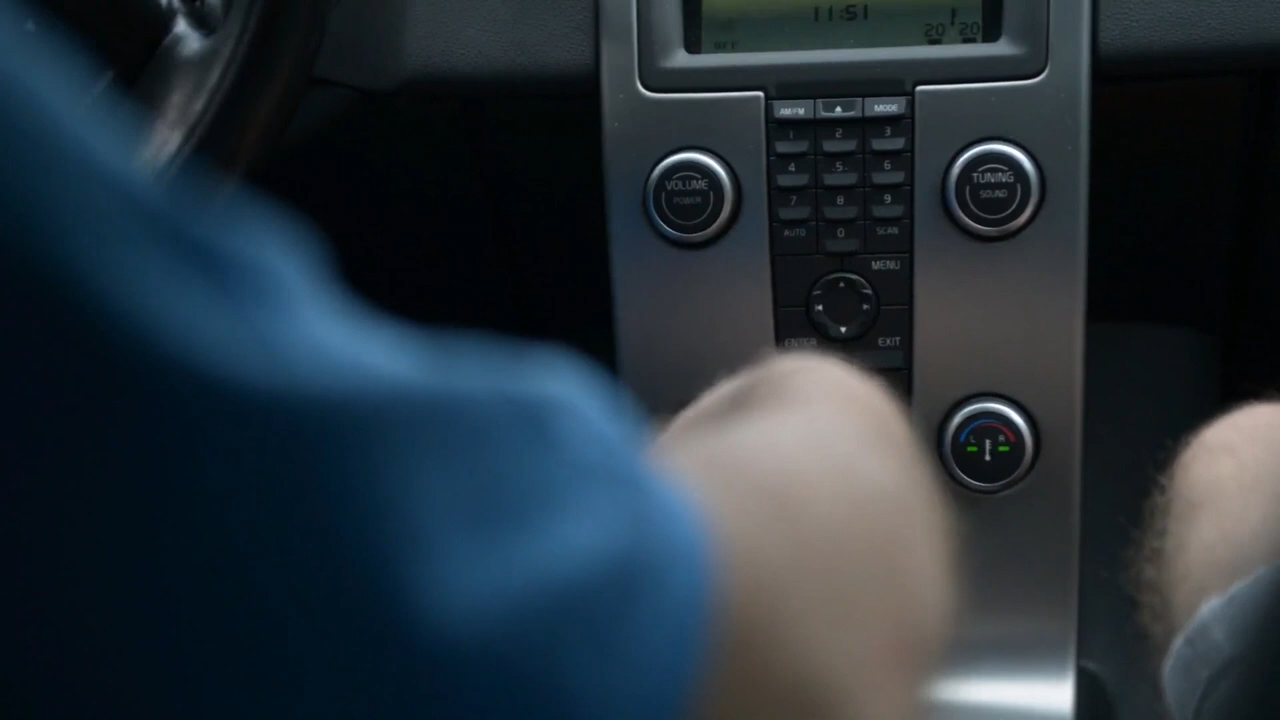 11:51
20 20
AM/FM MODE
1 2 3
VOLUME
POWER
TUNING
SOUND
4 5 6
7 8 9
AUTO 0 SCAN
MENU
ENTER EXIT
L R